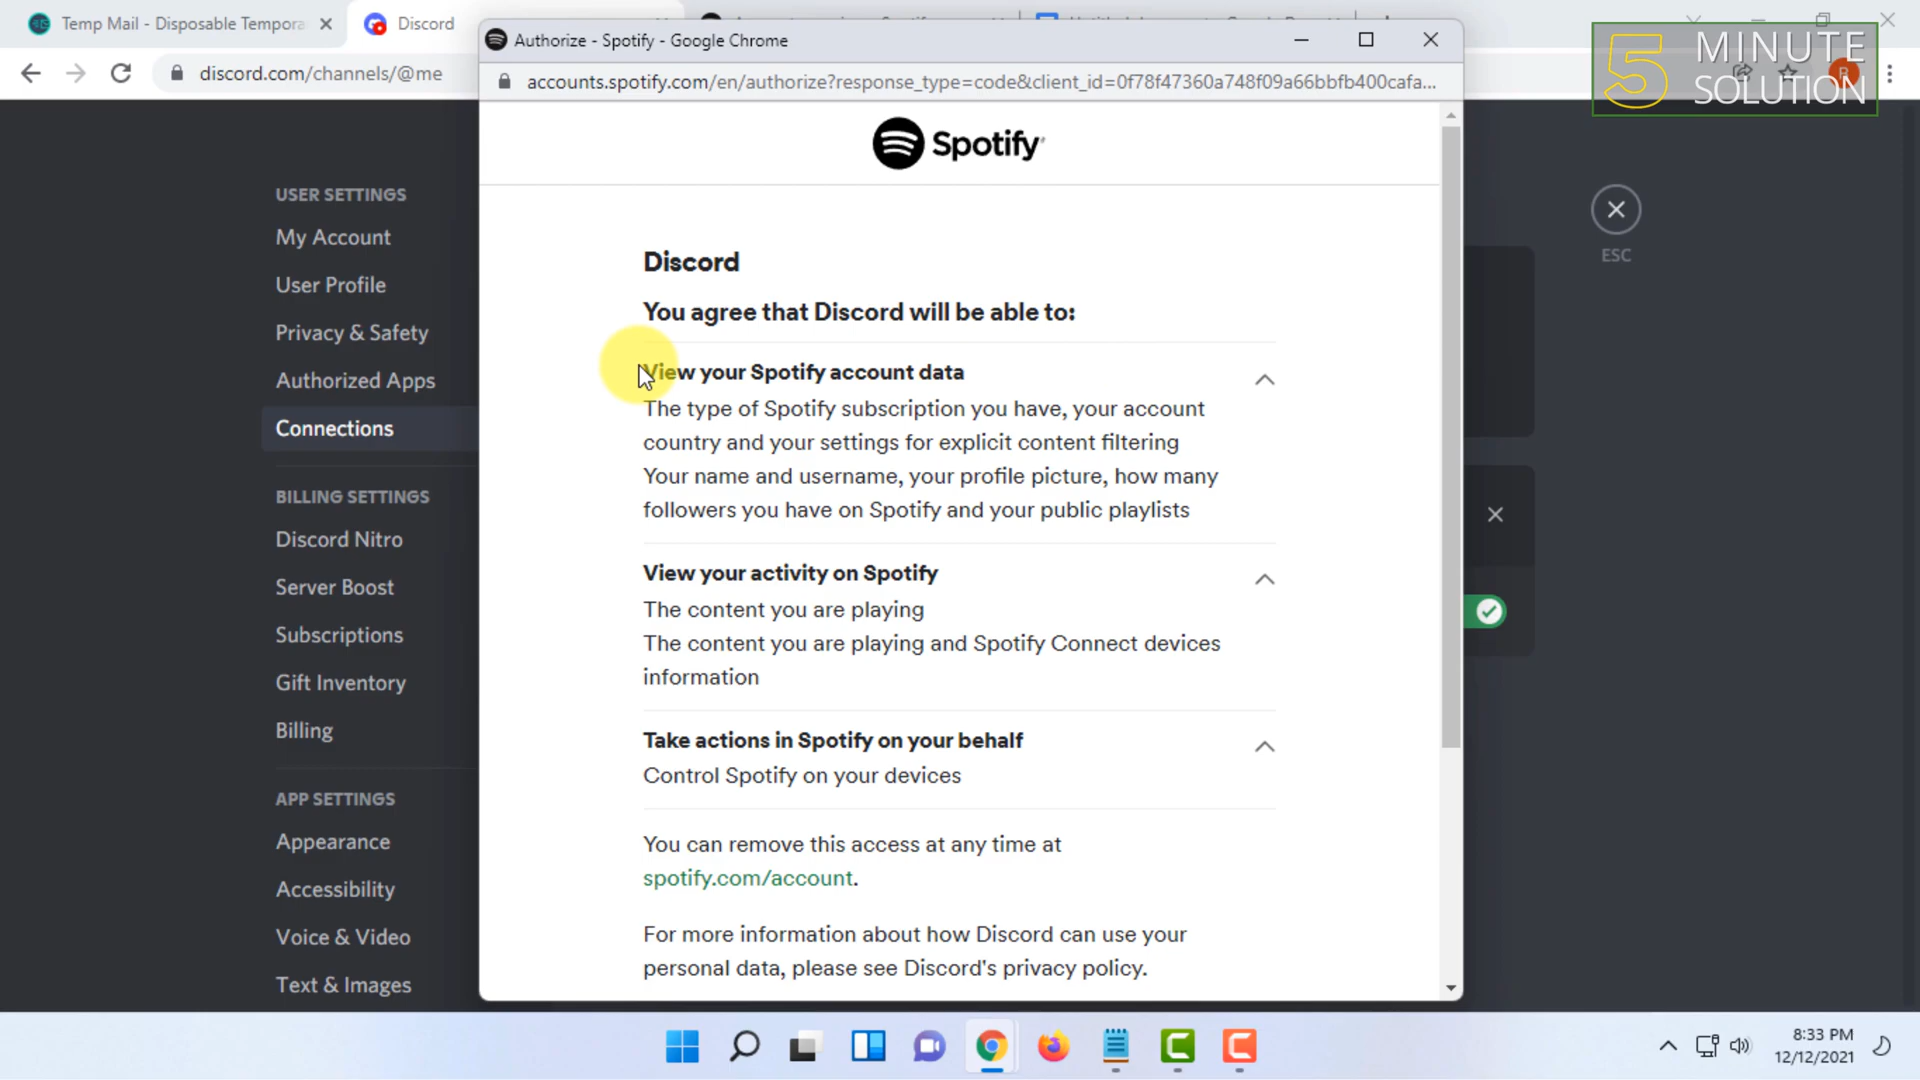 Temp Mail - Disposable Tempora
Discord
Authorize - Spotify - Google Chrome
discord.com/channels/@me
accounts.spotify.com/en/authorize?response_type=code&client_id=0f78f47360a748f09a66bbfb400cafa...
5 MINUTE
SOLUTION
Spotify
USER SETTINGS
My Account
User Profile
Privacy & Safety
Authorized Apps
Connections
BILLING SETTINGS
Discord Nitro
Server Boost
Subscriptions
Gift Inventory
Billing
APP SETTINGS
Appearance
Accessibility
Voice & Video
Text & Images
Discord
You agree that Discord will be able to:
View your Spotify account data
The type of Spotify subscription you have, your account
country and your settings for explicit content filtering
Your name and username, your profile picture, how many
followers you have on Spotify and your public playlists
View your activity on Spotify
The content you are playing
The content you are playing and Spotify Connect devices
information
Take actions in Spotify on your behalf
Control Spotify on your devices
You can remove this access at any time at
spotify.com/account.
For more information about how Discord can use your
personal data, please see Discord's privacy policy.
ESC
8:33 PM
12/12/2021